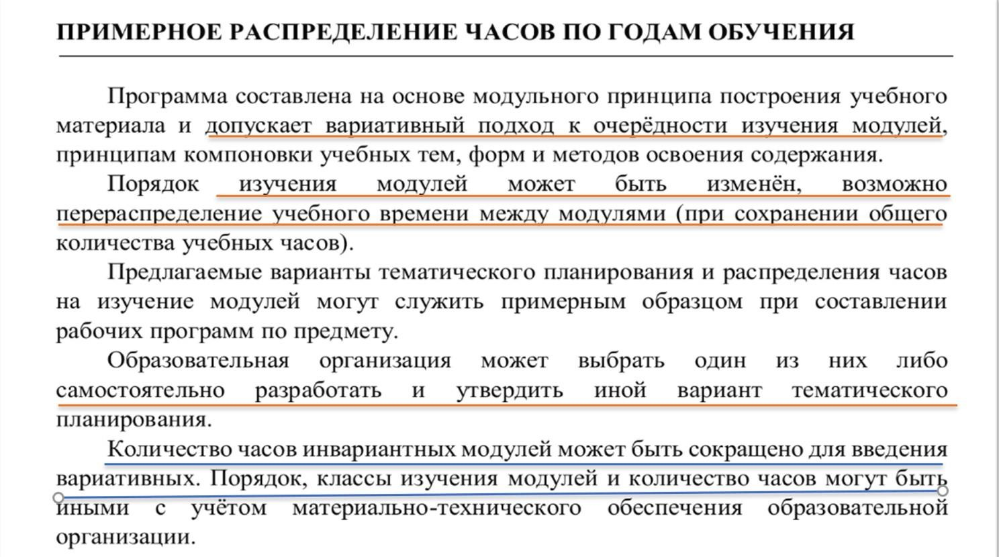 ПРИМЕРНОЕ РАСПРЕДЕЛЕНИЕ ЧАСОВ ПО ГОДАМ ОБУЧЕНИЯ
Программа составлена на основе модульного принципа построения учебного
материала и допускает вариативный подход к очерёдности изучения модулей,
принципам компоновки учебных тем, форм и методов освоения содержания.
Порядок изучения модулей может быть изменён, возможно
перераспределение учебного времени между модулями (при сохранении общего
количества учебных часов).
Предлагаемые варианты тематического планирования и распределения часов
на изучение модулей могут служить примерным образцом при составлении
рабочих программ по предмету.
Образовательная организация может выбрать один из них либо
самостоятельно разработать и утвердить иной вариант тематического
планирования.
Количество часов инвариантных модулей может быть сокращено для введения
вариативных. Порядок, классы изучения модулей и количество часов могут быть
иными с учётом материально-технического обеспечения образовательной
организации.